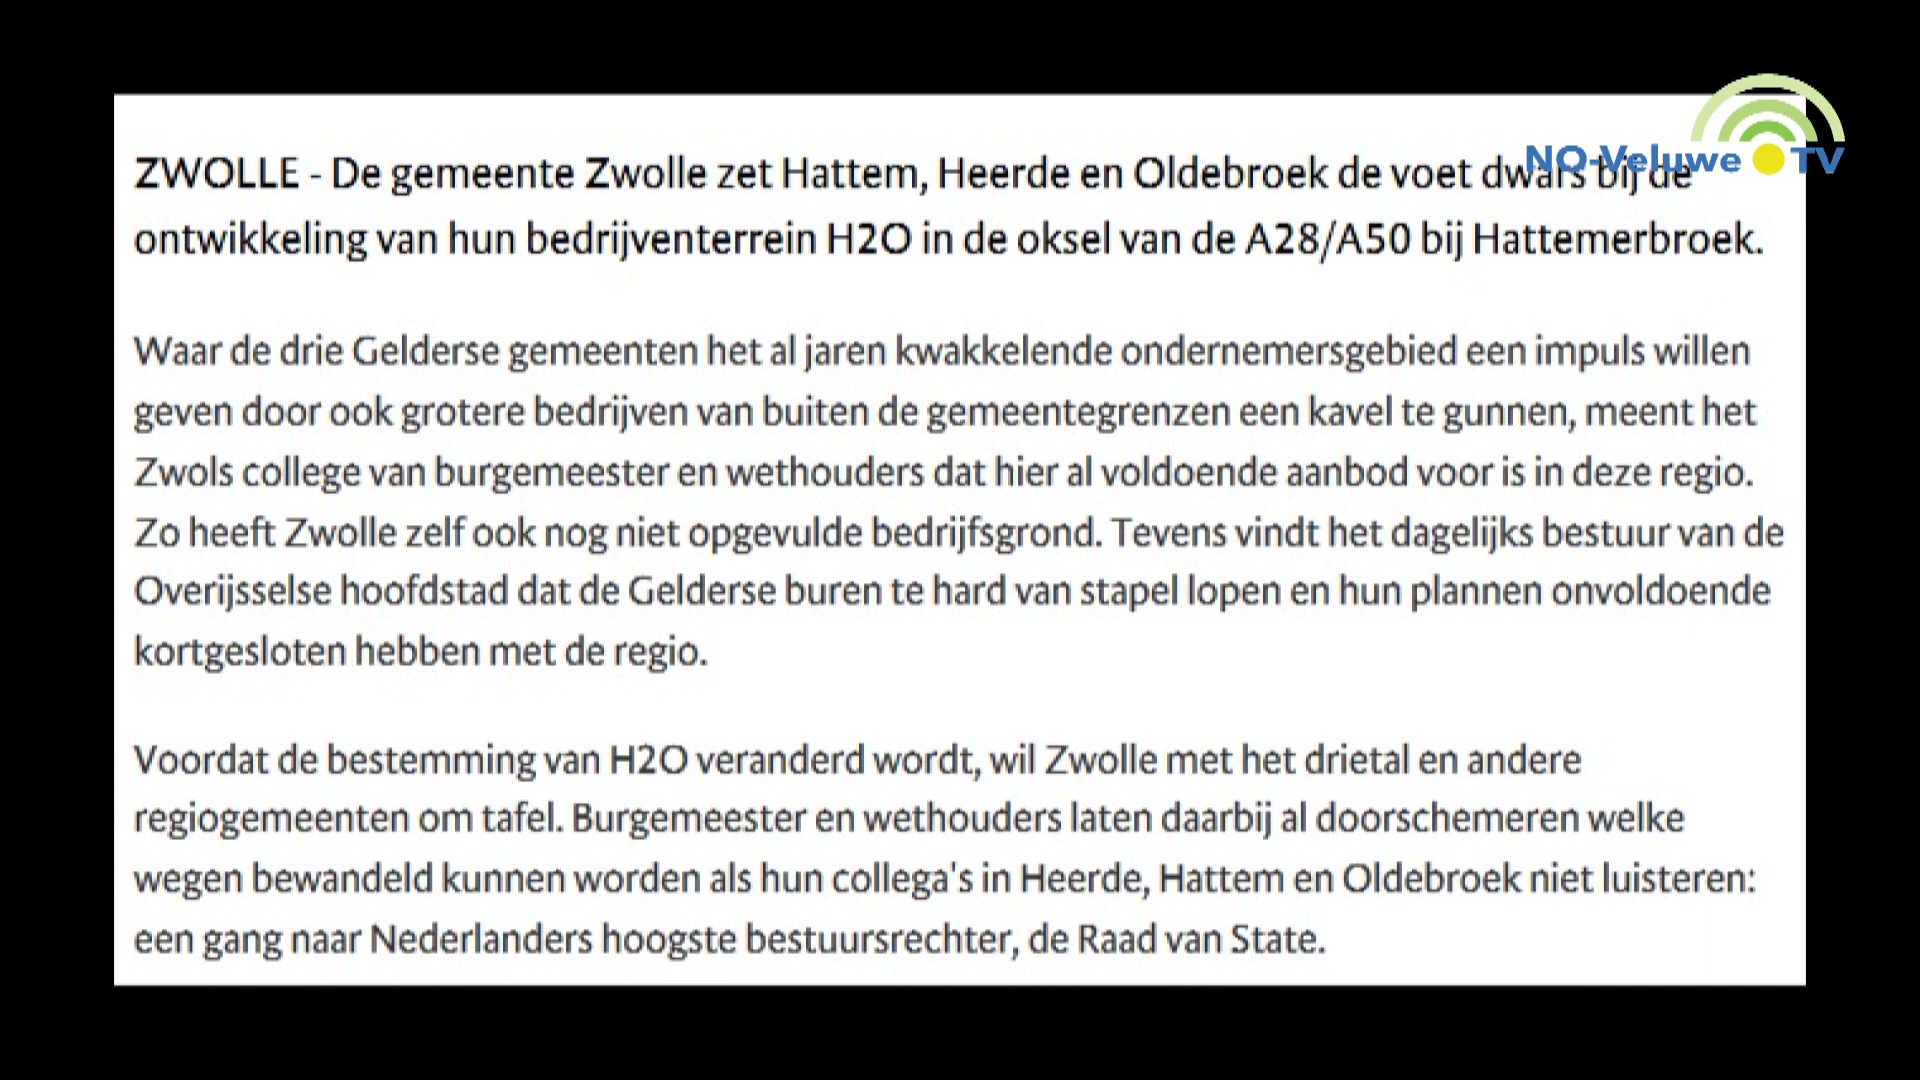 ZWOLLE - De gemeente Zwolle zet Hattem, Heerde en Oldebroek de voet dwars bij de
NO-Veluwe TV
ontwikkeling van hun bedrijventerrein H2O in de oksel van de A28/A50 bij Hattemerbroek.
Waar de drie Gelderse gemeenten het al jaren kwakkelende ondernemersgebied een impuls willen
geven door ook grotere bedrijven van buiten de gemeentegrenzen een kavel te gunnen, meent het
Zwols college van burgemeester en wethouders dat hier al voldoende aanbod voor is in deze regio.
Zo heeft Zwolle zelf ook nog niet opgevulde bedrijfsgrond. Tevens vindt het dagelijks bestuur van de
Overijsselse hoofdstad dat de Gelderse buren te hard van stapel lopen en hun plannen onvoldoende
kortgesloten hebben met de regio.
Voordat de bestemming van H2O veranderd wordt, wil Zwolle met het drietal en andere
regiogemeenten om tafel. Burgemeester en wethouders laten daarbij al doorschemeren welke
wegen bewandeld kunnen worden als hun collega's in Heerde, Hattem en Oldebroek niet luisteren:
een gang naar Nederlanders hoogste bestuursrechter, de Raad van State.